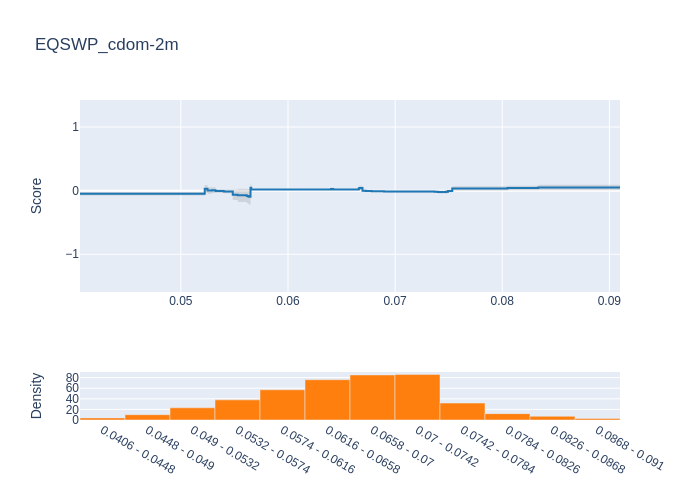 EQSWP_cdom-2m
Score
1
0
−1
0.05
0.06
0.07
0.08
0.09
Density
80
60
40
20
0
0.0406 - 0.0448
0.0448 - 0.049
0.049 - 0.0532
0.0532 - 0.0574
0.0574 - 0.0616
0.0616 - 0.0658
0.0658 - 0.07
0.07 - 0.0742
0.0742 - 0.0784
0.0784 - 0.0826
0.0826 - 0.0868
0.0868 - 0.091